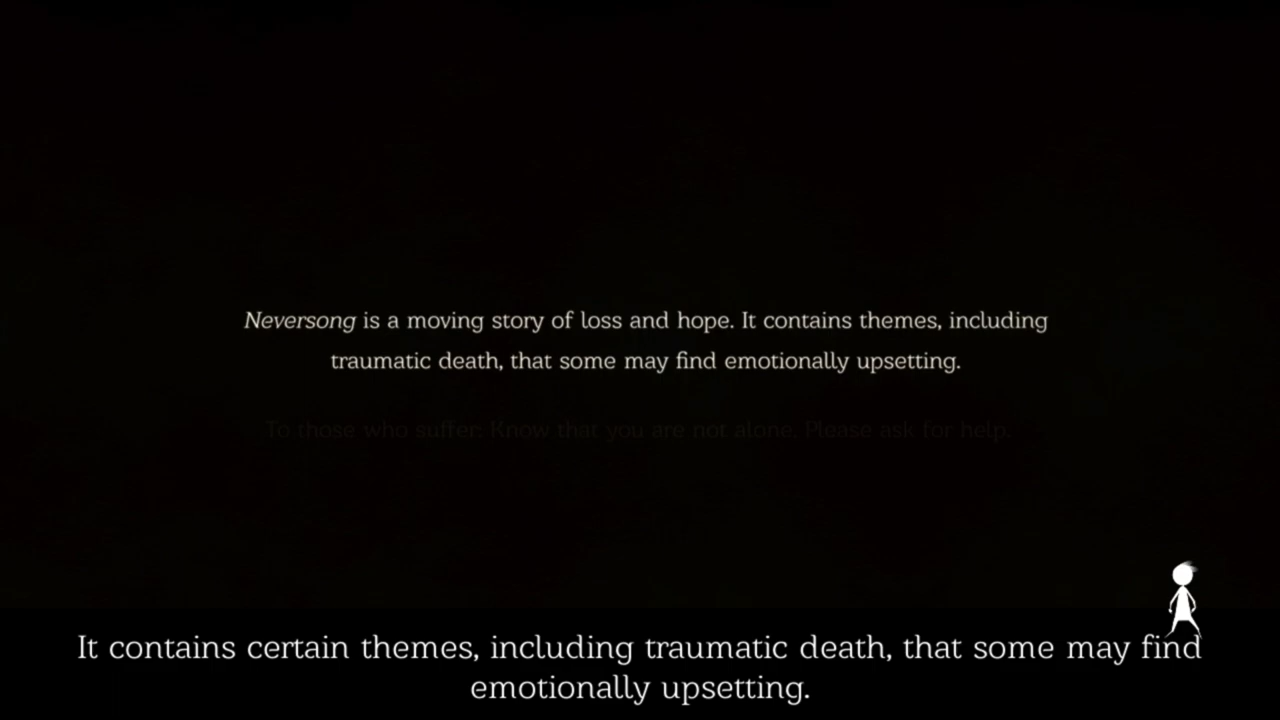 Neversong is a moving story of loss and hope. It contains themes, including
traumatic death, that some may find emotionally upsetting.
To those who suffer: Know that you are not alone. Please ask for help.
It contains certain themes, including traumatic death, that some may find
emotionally upsetting.